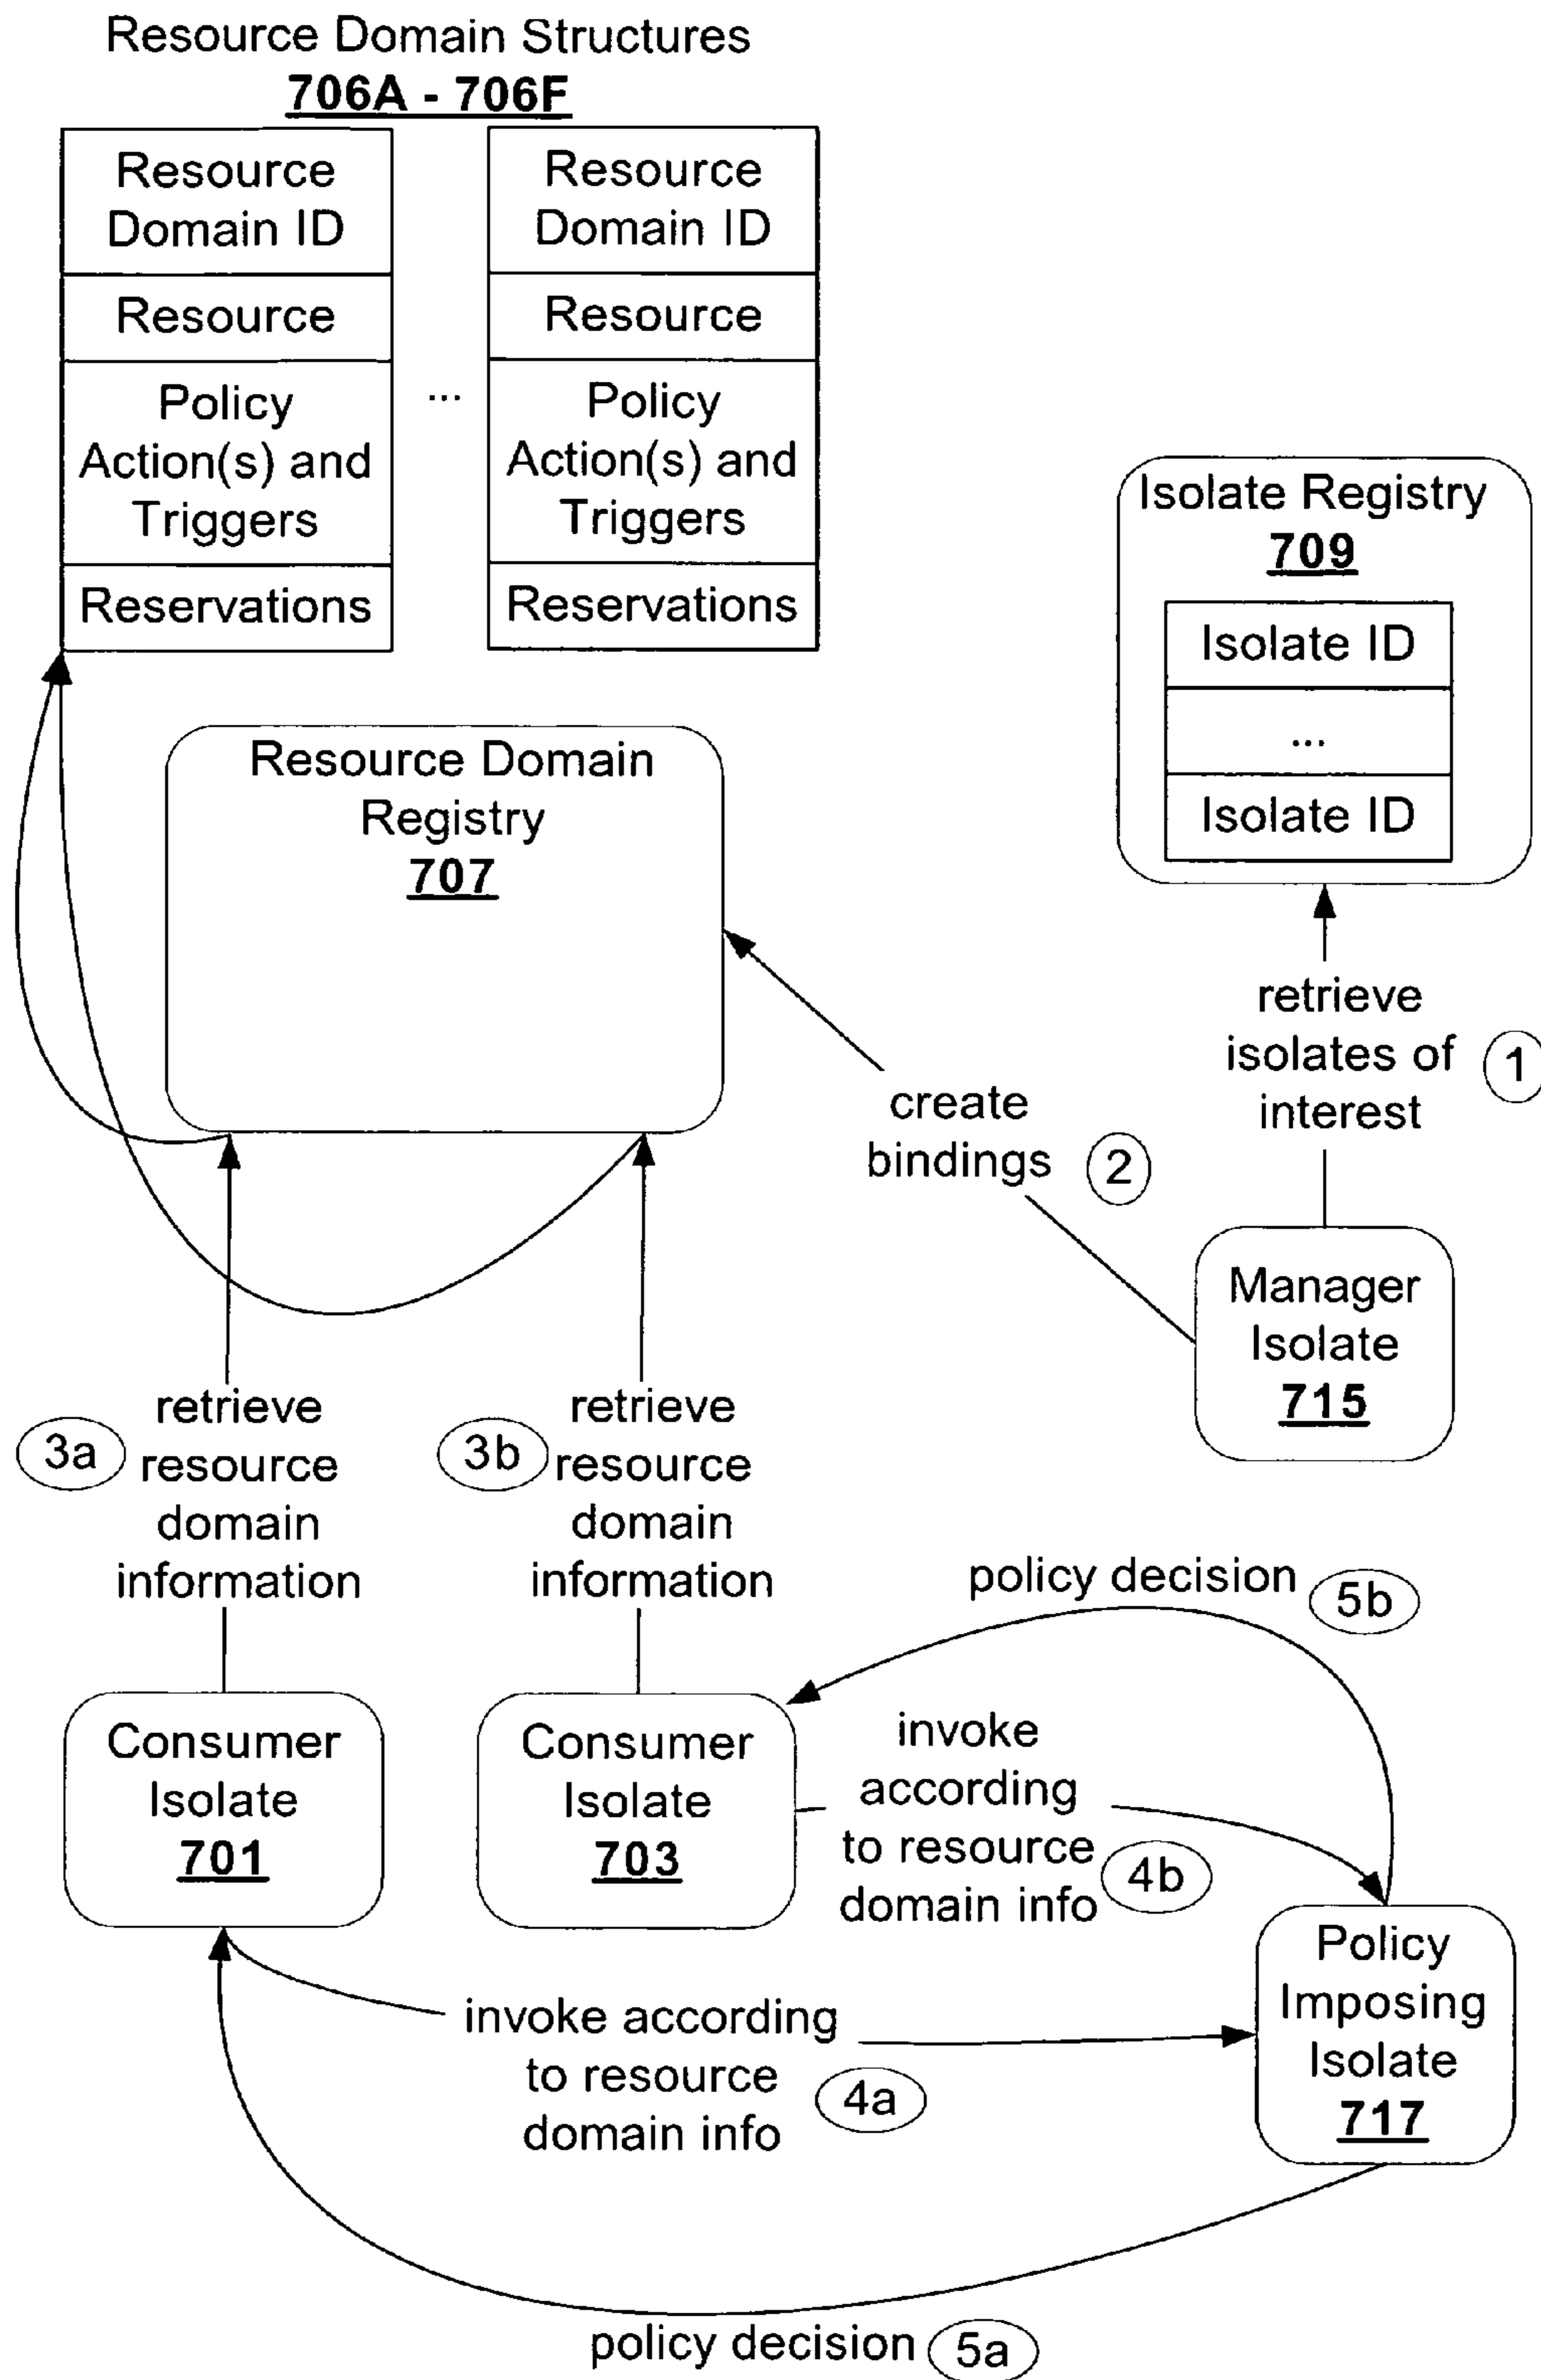 Resource Domain Structures
706A - 706F
Resource
Domain ID
Resource
Policy
Action(s) and
Triggers
Reservations
...
Resource
Domain ID
Resource
Policy
Action(s) and
Triggers
Reservations
Isolate Registry
709
Isolate ID
...
Isolate ID
Resource Domain
Registry
707
retrieve
isolates of
interest
1
create
bindings
2
Manager
Isolate
715
3a
retrieve
resource
domain
information
3b
retrieve
resource
domain
information
policy decision
5b
Consumer
Isolate
701
Consumer
Isolate
703
invoke
according
to resource
domain info
4b
Policy
Imposing
Isolate
717
invoke according
to resource
domain info
4a
policy decision
5a